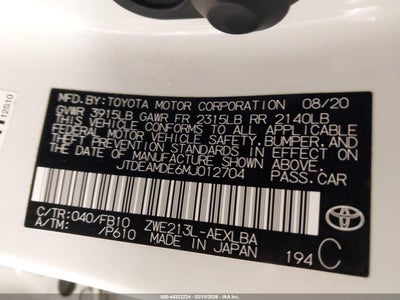 MFD.BY:TOYOTA MOTOR CORPORATION 08/20
GVWR 3915LB GAWR FR 2315LB RR 2140LB
THIS VEHICLE CONFORMS TO ALL APPLICABLE
FEDERAL MOTOR VEHICLE SAFETY, BUMPER, AND
THEFT PREVENTION STANDARDS IN EFFECT ON
THE DATE OF MANUFACTURE SHOWN ABOVE.
JTDEAMDE6MJ012704 PASS.CAR
C/TR:040/FB10 ZWE213L-AEXLBA
A/TM: /P610 MADE IN JAPAN
194 C
TOYOTA
12S10